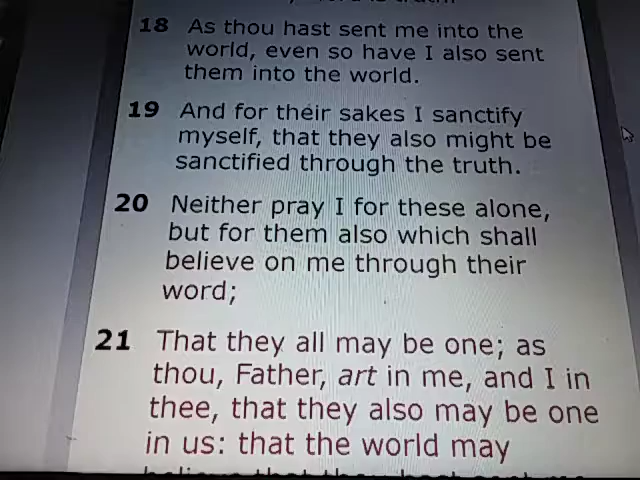 18 As thou hast sent me into the
world, even so have I also sent
them into the world.
19 And for their sakes I sanctify
myself, that they also might be
sanctified through the truth.
20 Neither pray I for these alone,
but for them also which shall
believe on me through their
word;
21 That they all may be one; as
thou, Father, art in me, and I in
thee, that they also may be one
in us: that the world may